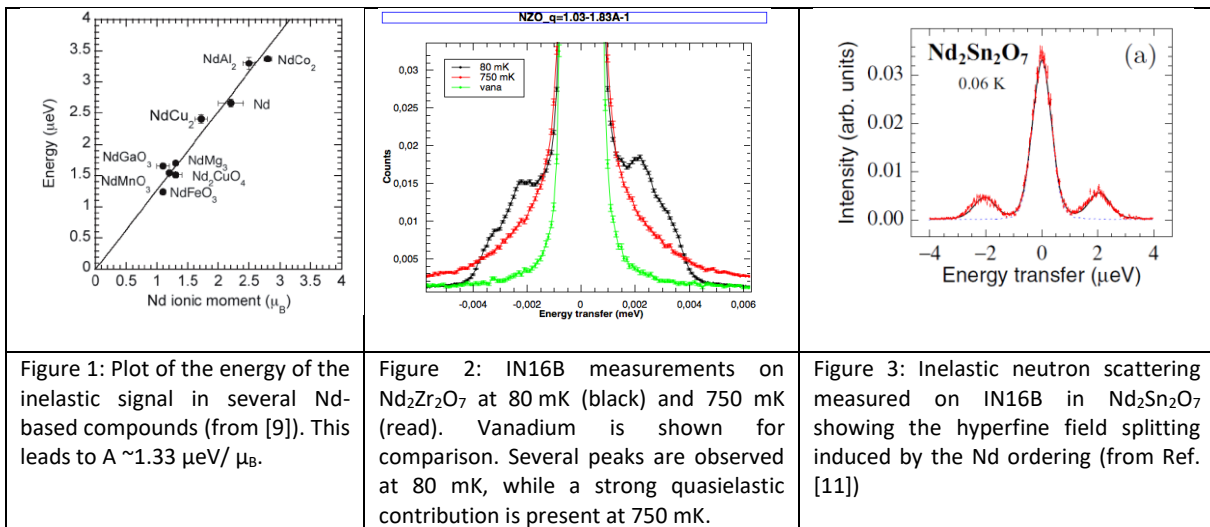 4
3.5
3
2.5
2
1.5
1
0.5
0
Energy (μeV)
NdAl2
NdCo2
Nd
NdCu2
NdGaO3
NdMg3
NdMnO3
Nd2CuO4
NdFeO3
0 0.5 1 1.5 2 2.5 3 3.5 4
Nd ionic moment (μB)
NZO_q=1.03-1.83A-1
80 mK
750 mK
vana
0,03
0,025
0,02
0,015
0,01
0,005
Counts
-0,004 -0,002 0 0,002 0,004 0,006
Energy transfer (meV)
Nd2Sn2O7 (a)
0.06 K
Intensity (arb. units)
0.03
0.02
0.01
0.00
−4 −2 0 2 4
Energy transfer (μeV)
Figure 1: Plot of the energy of the
inelastic signal in several Nd-
based compounds (from [9]). This
leads to A ~1.33 μeV/ μB.
Figure 2: IN16B measurements on
Nd2Zr2O7 at 80 mK (black) and 750 mK
(read). Vanadium is shown for
comparison. Several peaks are observed
at 80 mK, while a strong quasielastic
contribution is present at 750 mK.
Figure 3: Inelastic neutron scattering
measured on IN16B in Nd2Sn2O7
showing the hyperfine field splitting
induced by the Nd ordering (from Ref.
[11])